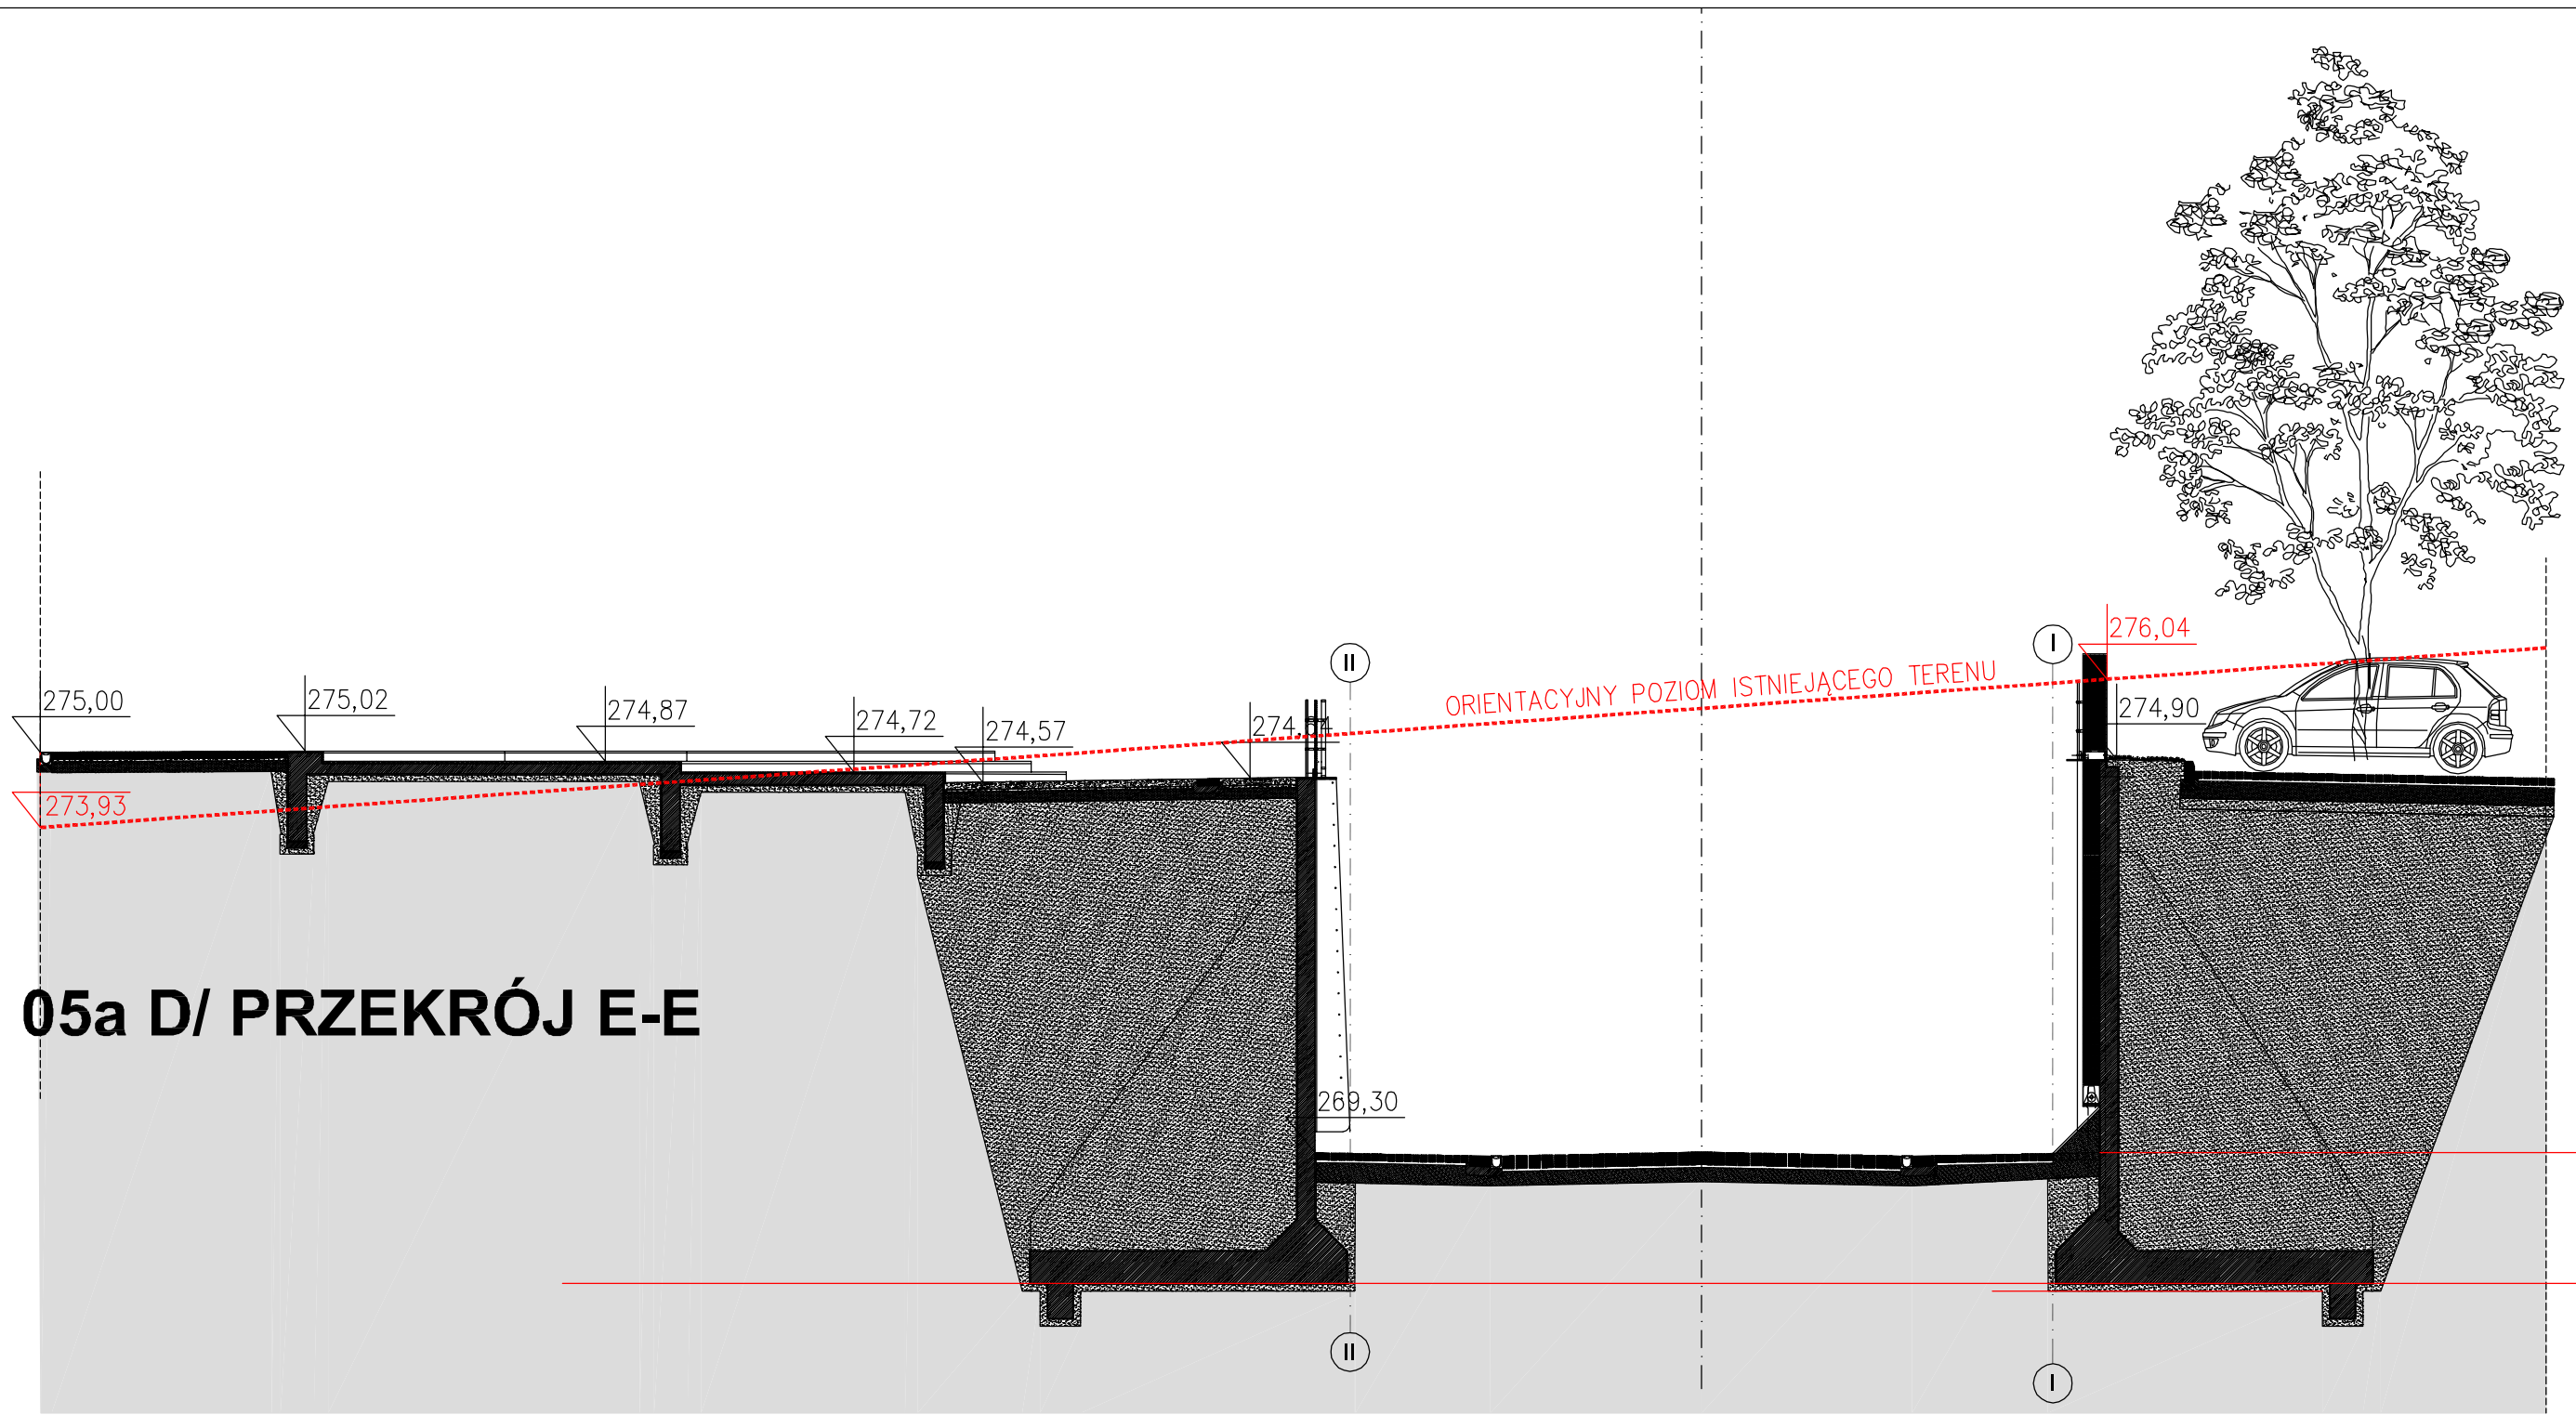 276,04
II
I
ORIENTACYJNY POZIOM ISTNIEJĄCEGO TERENU
275,00
275,02
274,87
274,72
274,57
274,90
273,93
05a D/ PRZEKRÓJ E-E
269,30
II
I